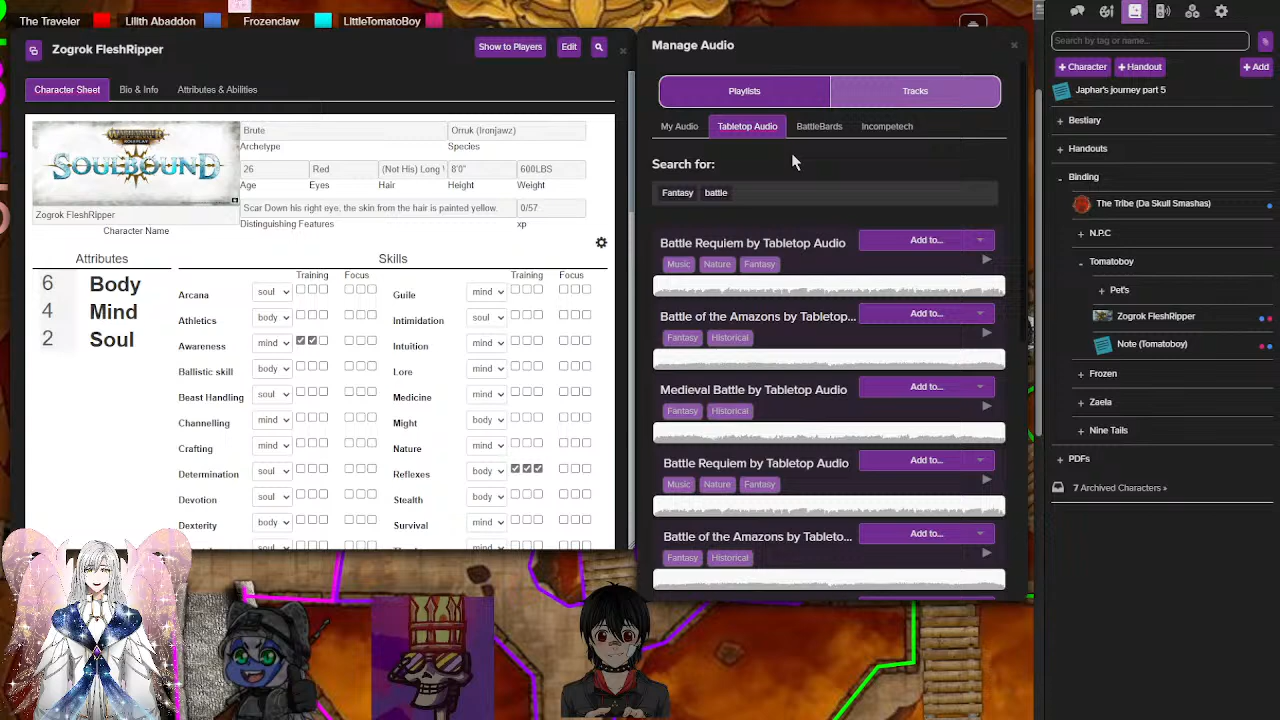 The Traveler
Lilith Abaddon
Frozenclaw
LittleTomatoBoy
Zogrok FleshRipper
Show to Players
Edit
Character Sheet
Bio & Info
Attributes & Abilities
WARHAMMER
AGE OF SIGMAR
ROLEPLAY
SOULBOUND
Zogrok FleshRipper
Character Name
Brute
Orruk (Ironjawz)
Archetype
Species
26
Red
(Not His) Long
8'0"
600LBS
Age
Eyes
Hair
Height
Weight
Scar Down his right eye, the skin from the hair is painted yellow.
0/57
Distinguishing Features
xp
Attributes
6 Body
4 Mind
2 Soul
Skills
Training
Focus
Training
Focus
Arcana soul
Guile mind
Athletics body
Intimidation soul
Awareness mind
Intuition mind
Ballistic skill body
Lore mind
Beast Handling soul
Medicine mind
Channelling mind
Might body
Crafting mind
Nature mind
Determination soul
Reflexes body
Devotion soul
Stealth body
Dexterity body
Survival mind
soul
mind
Manage Audio
Playlists
Tracks
My Audio
Tabletop Audio
BattleBards
Incompetech
Search for:
Fantasy battle
Battle Requiem by Tabletop Audio
Add to...
Music Nature Fantasy
Battle of the Amazons by Tabletop...
Add to...
Fantasy Historical
Medieval Battle by Tabletop Audio
Add to...
Fantasy Historical
Battle Requiem by Tabletop Audio
Add to...
Music Nature Fantasy
Battle of the Amazons by Tableto...
Add to...
Fantasy Historical
Search by tag or name...
+ Character
+ Handout
+ Add
Japhar's journey part 5
+ Bestiary
+ Handouts
- Binding
The Tribe (Da Skull Smashas)
+ N.P.C
- Tomatoboy
+ Pet's
Zogrok FleshRipper
Note (Tomatoboy)
+ Frozen
+ Zaela
+ Nine Tails
+ PDFs
7 Archived Characters »